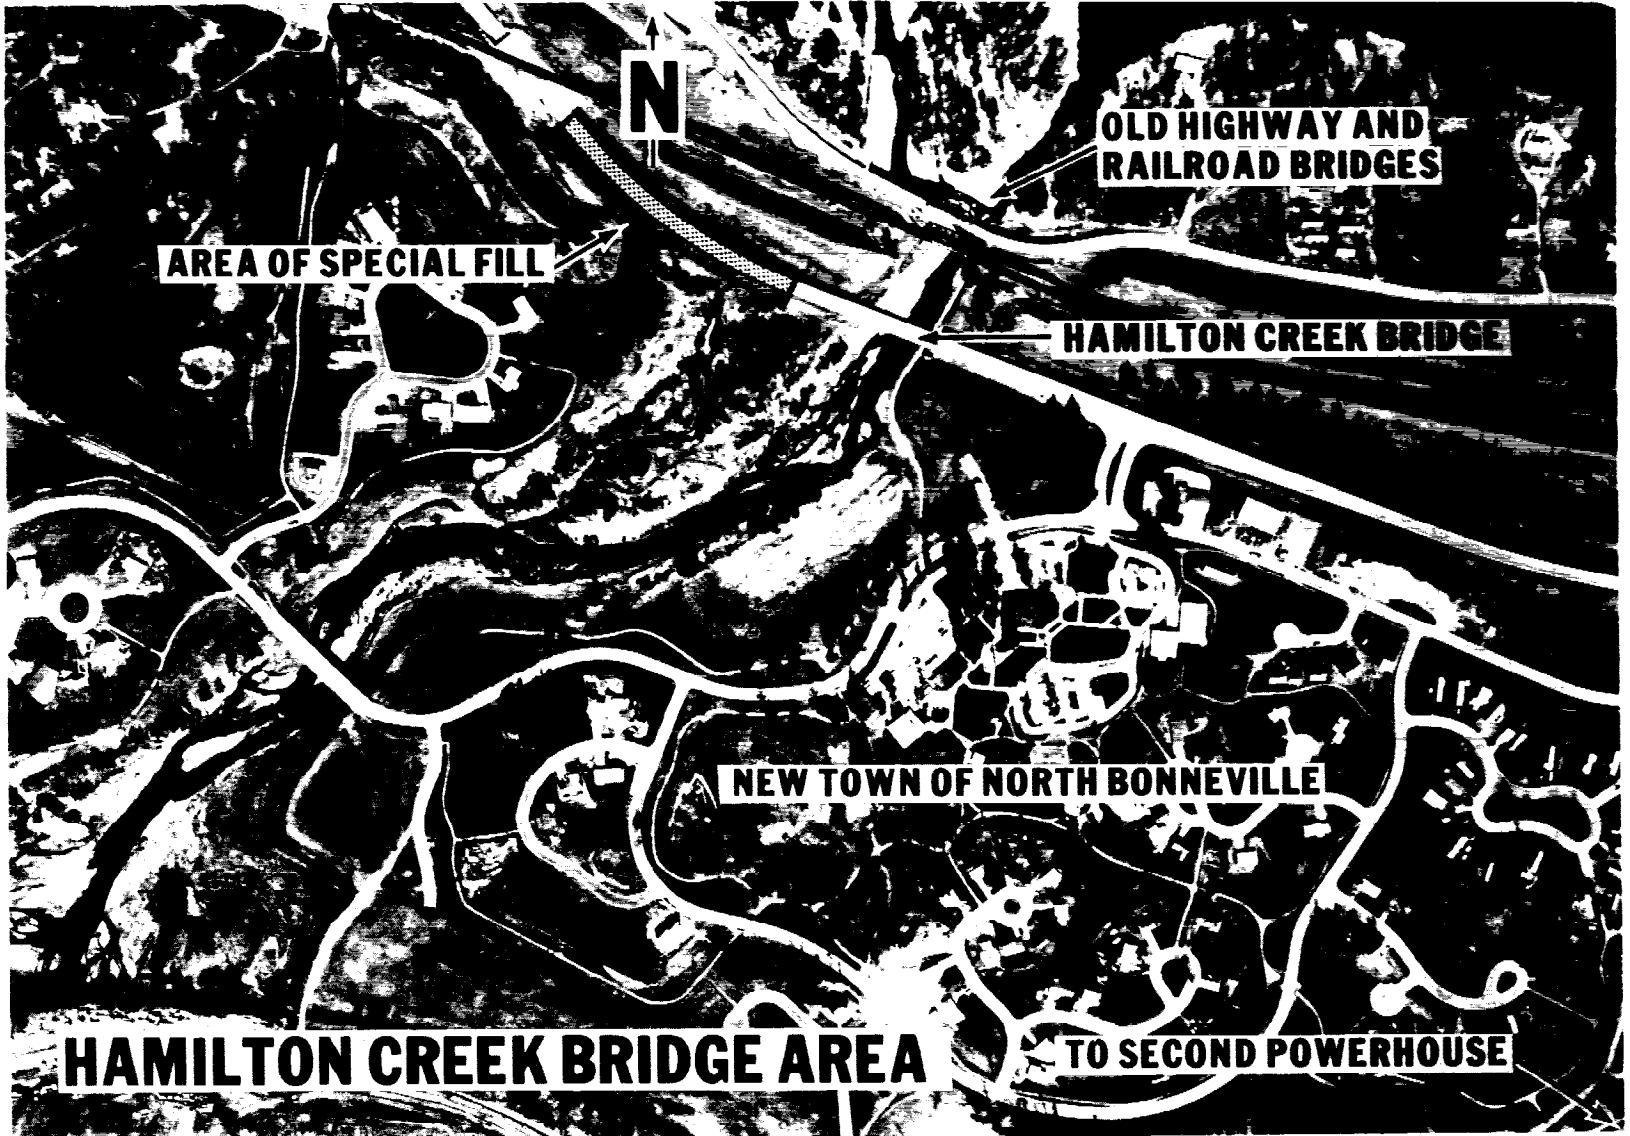 N
OLD HIGHWAY AND
RAILROAD BRIDGES
AREA OF SPECIAL FILL
HAMILTON CREEK BRIDGE
NEW TOWN OF NORTH BONNEVILLE
HAMILTON CREEK BRIDGE AREA
TO SECOND POWERHOUSE